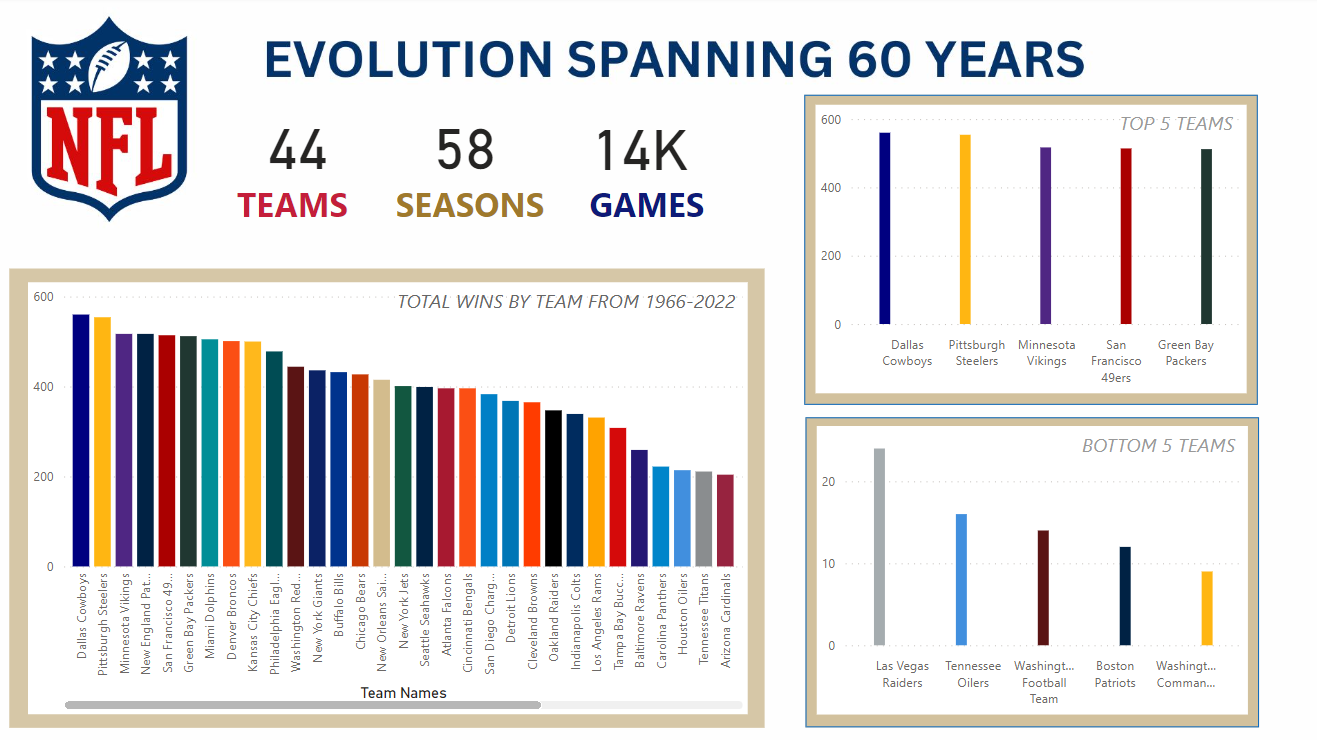 NFL
EVOLUTION SPANNING 60 YEARS
44
58
14K
TEAMS
SEASONS
GAMES
TOTAL WINS BY TEAM FROM 1966-2022
600
400
200
0
Dallas Cowboys
Pittsburgh Steelers
Minnesota Vikings
New England Pat...
San Francisco 49...
Green Bay Packers
Miami Dolphins
Denver Broncos
Kansas City Chiefs
Philadelphia Eagl...
Washington Red...
New York Giants
Buffalo Bills
Chicago Bears
New Orleans Sai...
New York Jets
Seattle Seahawks
Atlanta Falcons
Cincinnati Bengals
San Diego Charg...
Detroit Lions
Cleveland Browns
Oakland Raiders
Indianapolis Colts
Los Angeles Rams
Tampa Bay Bucc...
Baltimore Ravens
Carolina Panthers
Houston Oilers
Tennessee Titans
Arizona Cardinals
Team Names
TOP 5 TEAMS
600
400
200
0
Dallas
Cowboys
Pittsburgh
Steelers
Minnesota
Vikings
San
Francisco
49ers
Green Bay
Packers
BOTTOM 5 TEAMS
20
10
0
Las Vegas
Raiders
Tennessee
Oilers
Washingt...
Football
Team
Boston
Patriots
Washingt...
Comman...